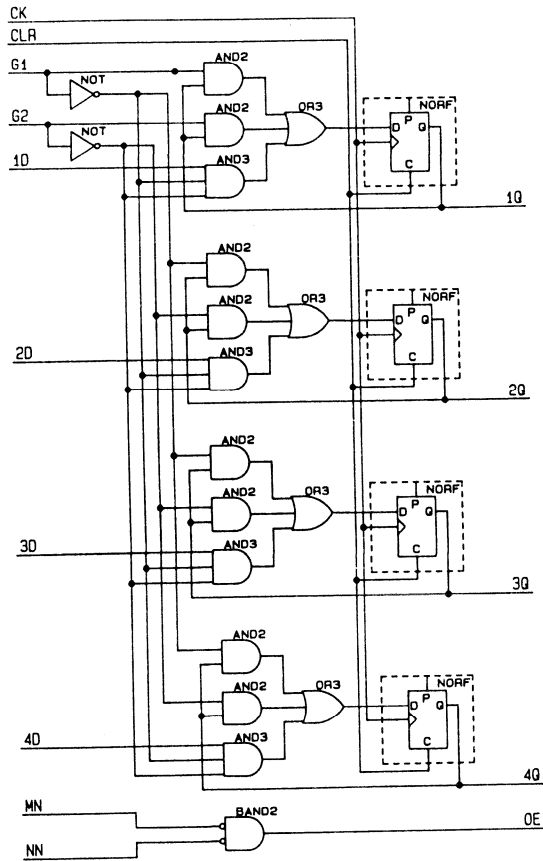 CK
CLR
G1
NOT
AND2
G2
NOT
AND2
OR3
NORF
P
D
Q
C
1D
AND3
1Q
AND2
AND2
OR3
NORF
P
D
Q
C
2D
AND3
2Q
AND2
AND2
OR3
NORF
P
D
Q
C
3D
AND3
3Q
AND2
AND2
OR3
NORF
P
D
Q
C
4D
AND3
4Q
MN
BAND2
OE
NN